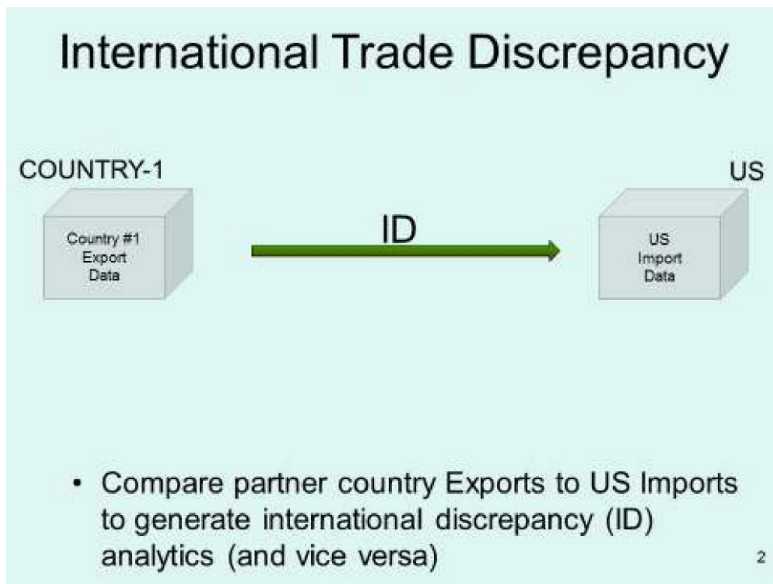 International Trade Discrepancy
COUNTRY-1
US
Country #1
Export
Data
ID
US
Import
Data
• Compare partner country Exports to US Imports
to generate international discrepancy (ID)
analytics (and vice versa)
2